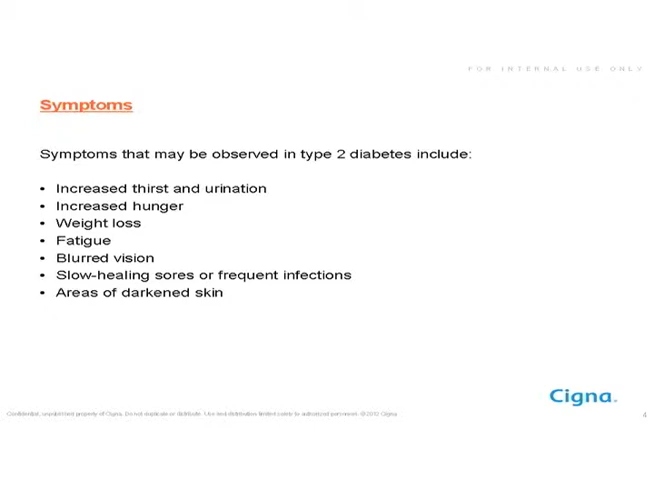 FOR INTERNAL USE ONLY
Symptoms
Symptoms that may be observed in type 2 diabetes include:
• Increased thirst and urination
• Increased hunger
• Weight loss
• Fatigue
• Blurred vision
• Slow-healing sores or frequent infections
• Areas of darkened skin
Cigna
Confidential, unpublished property of Cigna. Do not duplicate or distribute. Use and distribution limited solely to authorized personnel. © 2012 Cigna
4